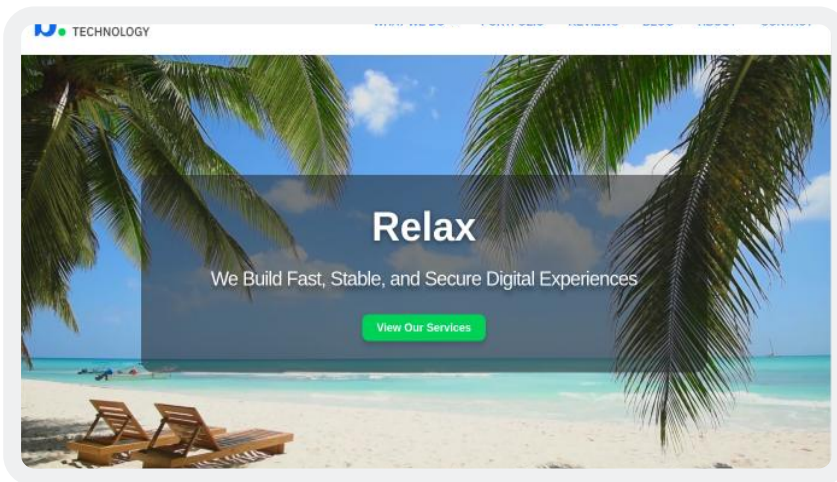 TECHNOLOGY
Relax
We Build Fast, Stable, and Secure Digital Experiences
View Our Services